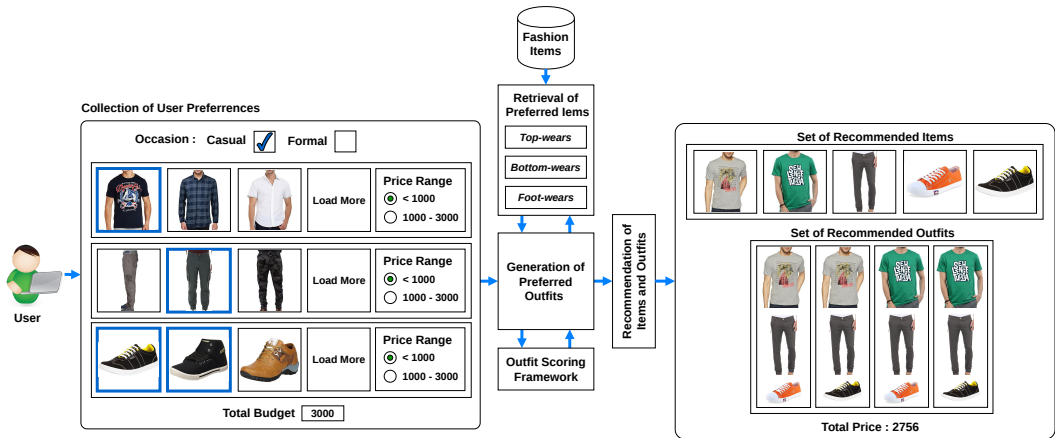 Fashion
Items
Collection of User Preferrences
Occasion : Casual Formal
Load More
Price Range
< 1000
1000 - 3000
Load More
Price Range
< 1000
1000 - 3000
Load More
Price Range
< 1000
1000 - 3000
Total Budget 3000
User
Retrieval of
Preferred Iems
Top-wears
Bottom-wears
Foot-wears
Generation of
Preferred
Outfits
Outfit Scoring
Framework
Recommendation of
Items and Outfits
Set of Recommended Items
Set of Recommended Outfits
Total Price : 2756